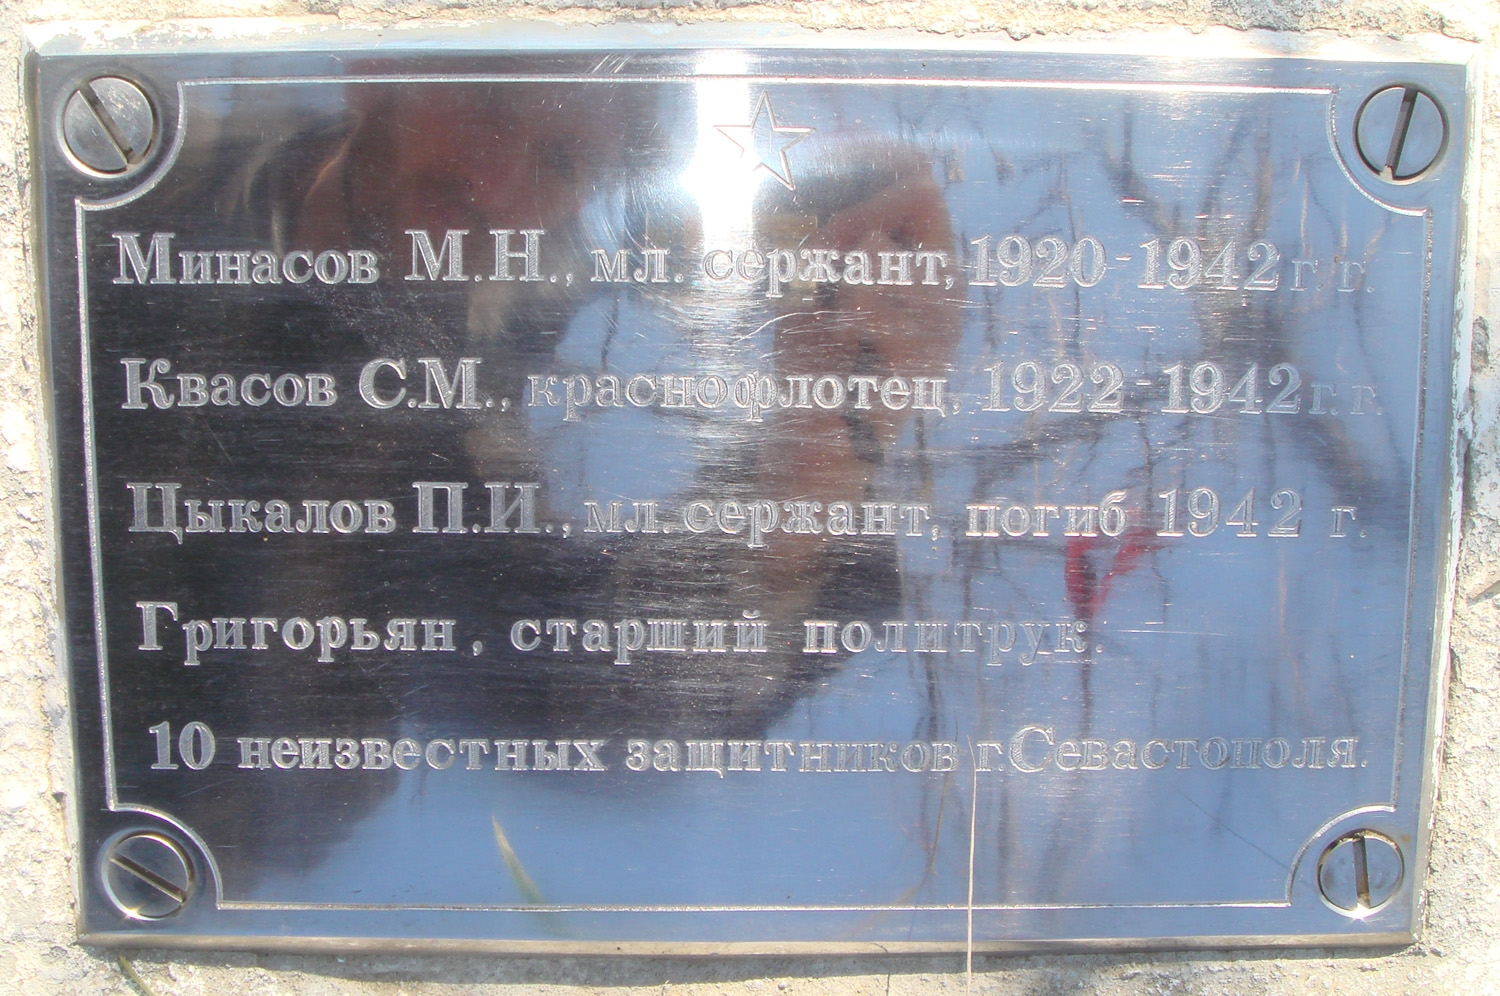 Минасов М.Н., мл. сержант, 1920-1942 г.г.
Квасов С.М., краснофлотец, 1922-1942 г.г.
Цыкалов П.И., мл. сержант, погиб 1942 г.
Григорьян, старший политрук.
10 неизвестных защитников г. Севастополя.